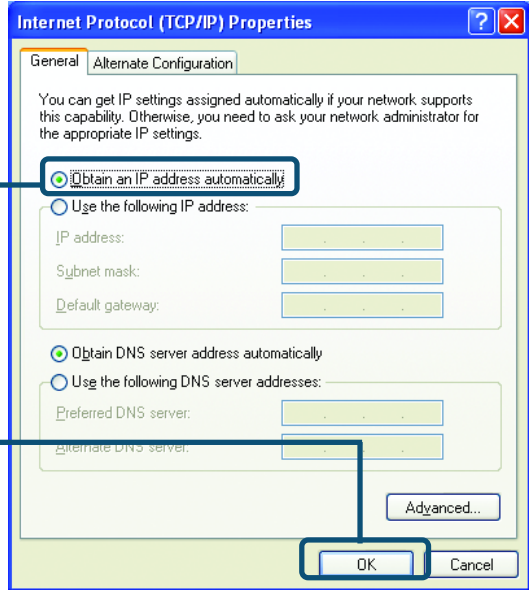 Internet Protocol (TCP/IP) Properties
General
Alternate Configuration
You can get IP settings assigned automatically if your network supports
this capability. Otherwise, you need to ask your network administrator for
the appropriate IP settings.
Obtain an IP address automatically
Use the following IP address:
IP address:
Subnet mask:
Default gateway:
Obtain DNS server address automatically
Use the following DNS server addresses:
Preferred DNS server:
Alternate DNS server:
Advanced...
OK
Cancel